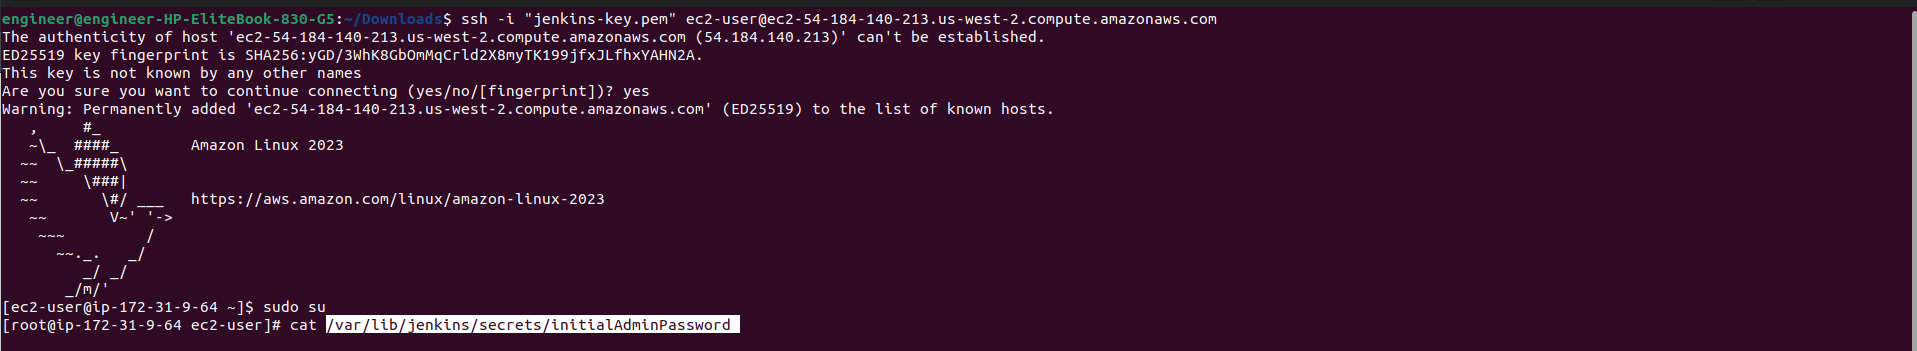 engineer@engineer-HP-EliteBook-830-G5:~/Downloads$ ssh -i "jenkins-key.pem" ec2-user@ec2-54-184-140-213.us-west-2.compute.amazonaws.com
The authenticity of host 'ec2-54-184-140-213.us-west-2.compute.amazonaws.com (54.184.140.213)' can't be established.
ED25519 key fingerprint is SHA256:yGD/3WhK8GbOmMqCrld2X8myTK199jfxJLfhxYAHN2A.
This key is not known by any other names
Are you sure you want to continue connecting (yes/no/[fingerprint])? yes
Warning: Permanently added 'ec2-54-184-140-213.us-west-2.compute.amazonaws.com' (ED25519) to the list of known hosts.
   ,     #_
   ~\_  ####_        Amazon Linux 2023
  ~~  \_#####\
  ~~     \###|
  ~~       \#/ ___   https://aws.amazon.com/linux/amazon-linux-2023
   ~~       V~' '->
    ~~~         /
      ~~._.   _/
         _/ _/
       _/m/'
[ec2-user@ip-172-31-9-64 ~]$ sudo su
[root@ip-172-31-9-64 ec2-user]# cat /var/lib/jenkins/secrets/initialAdminPassword